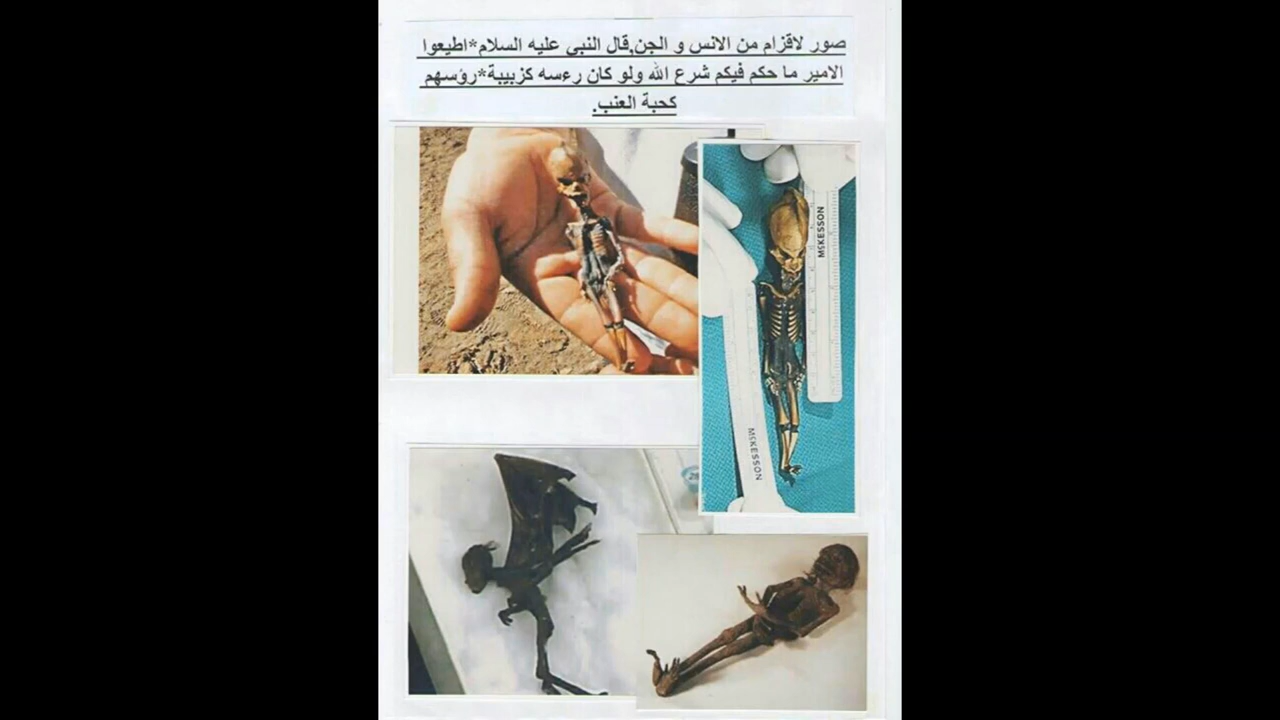 صور لاقزام من الانس و الجن,قال النبي عليه السلام*اطيعوا
الامير ما حكم فيكم شرع الله ولو كان رءسه كزبيبة*رؤسهم
كحبة العنب.
McKESSON
McKESSON